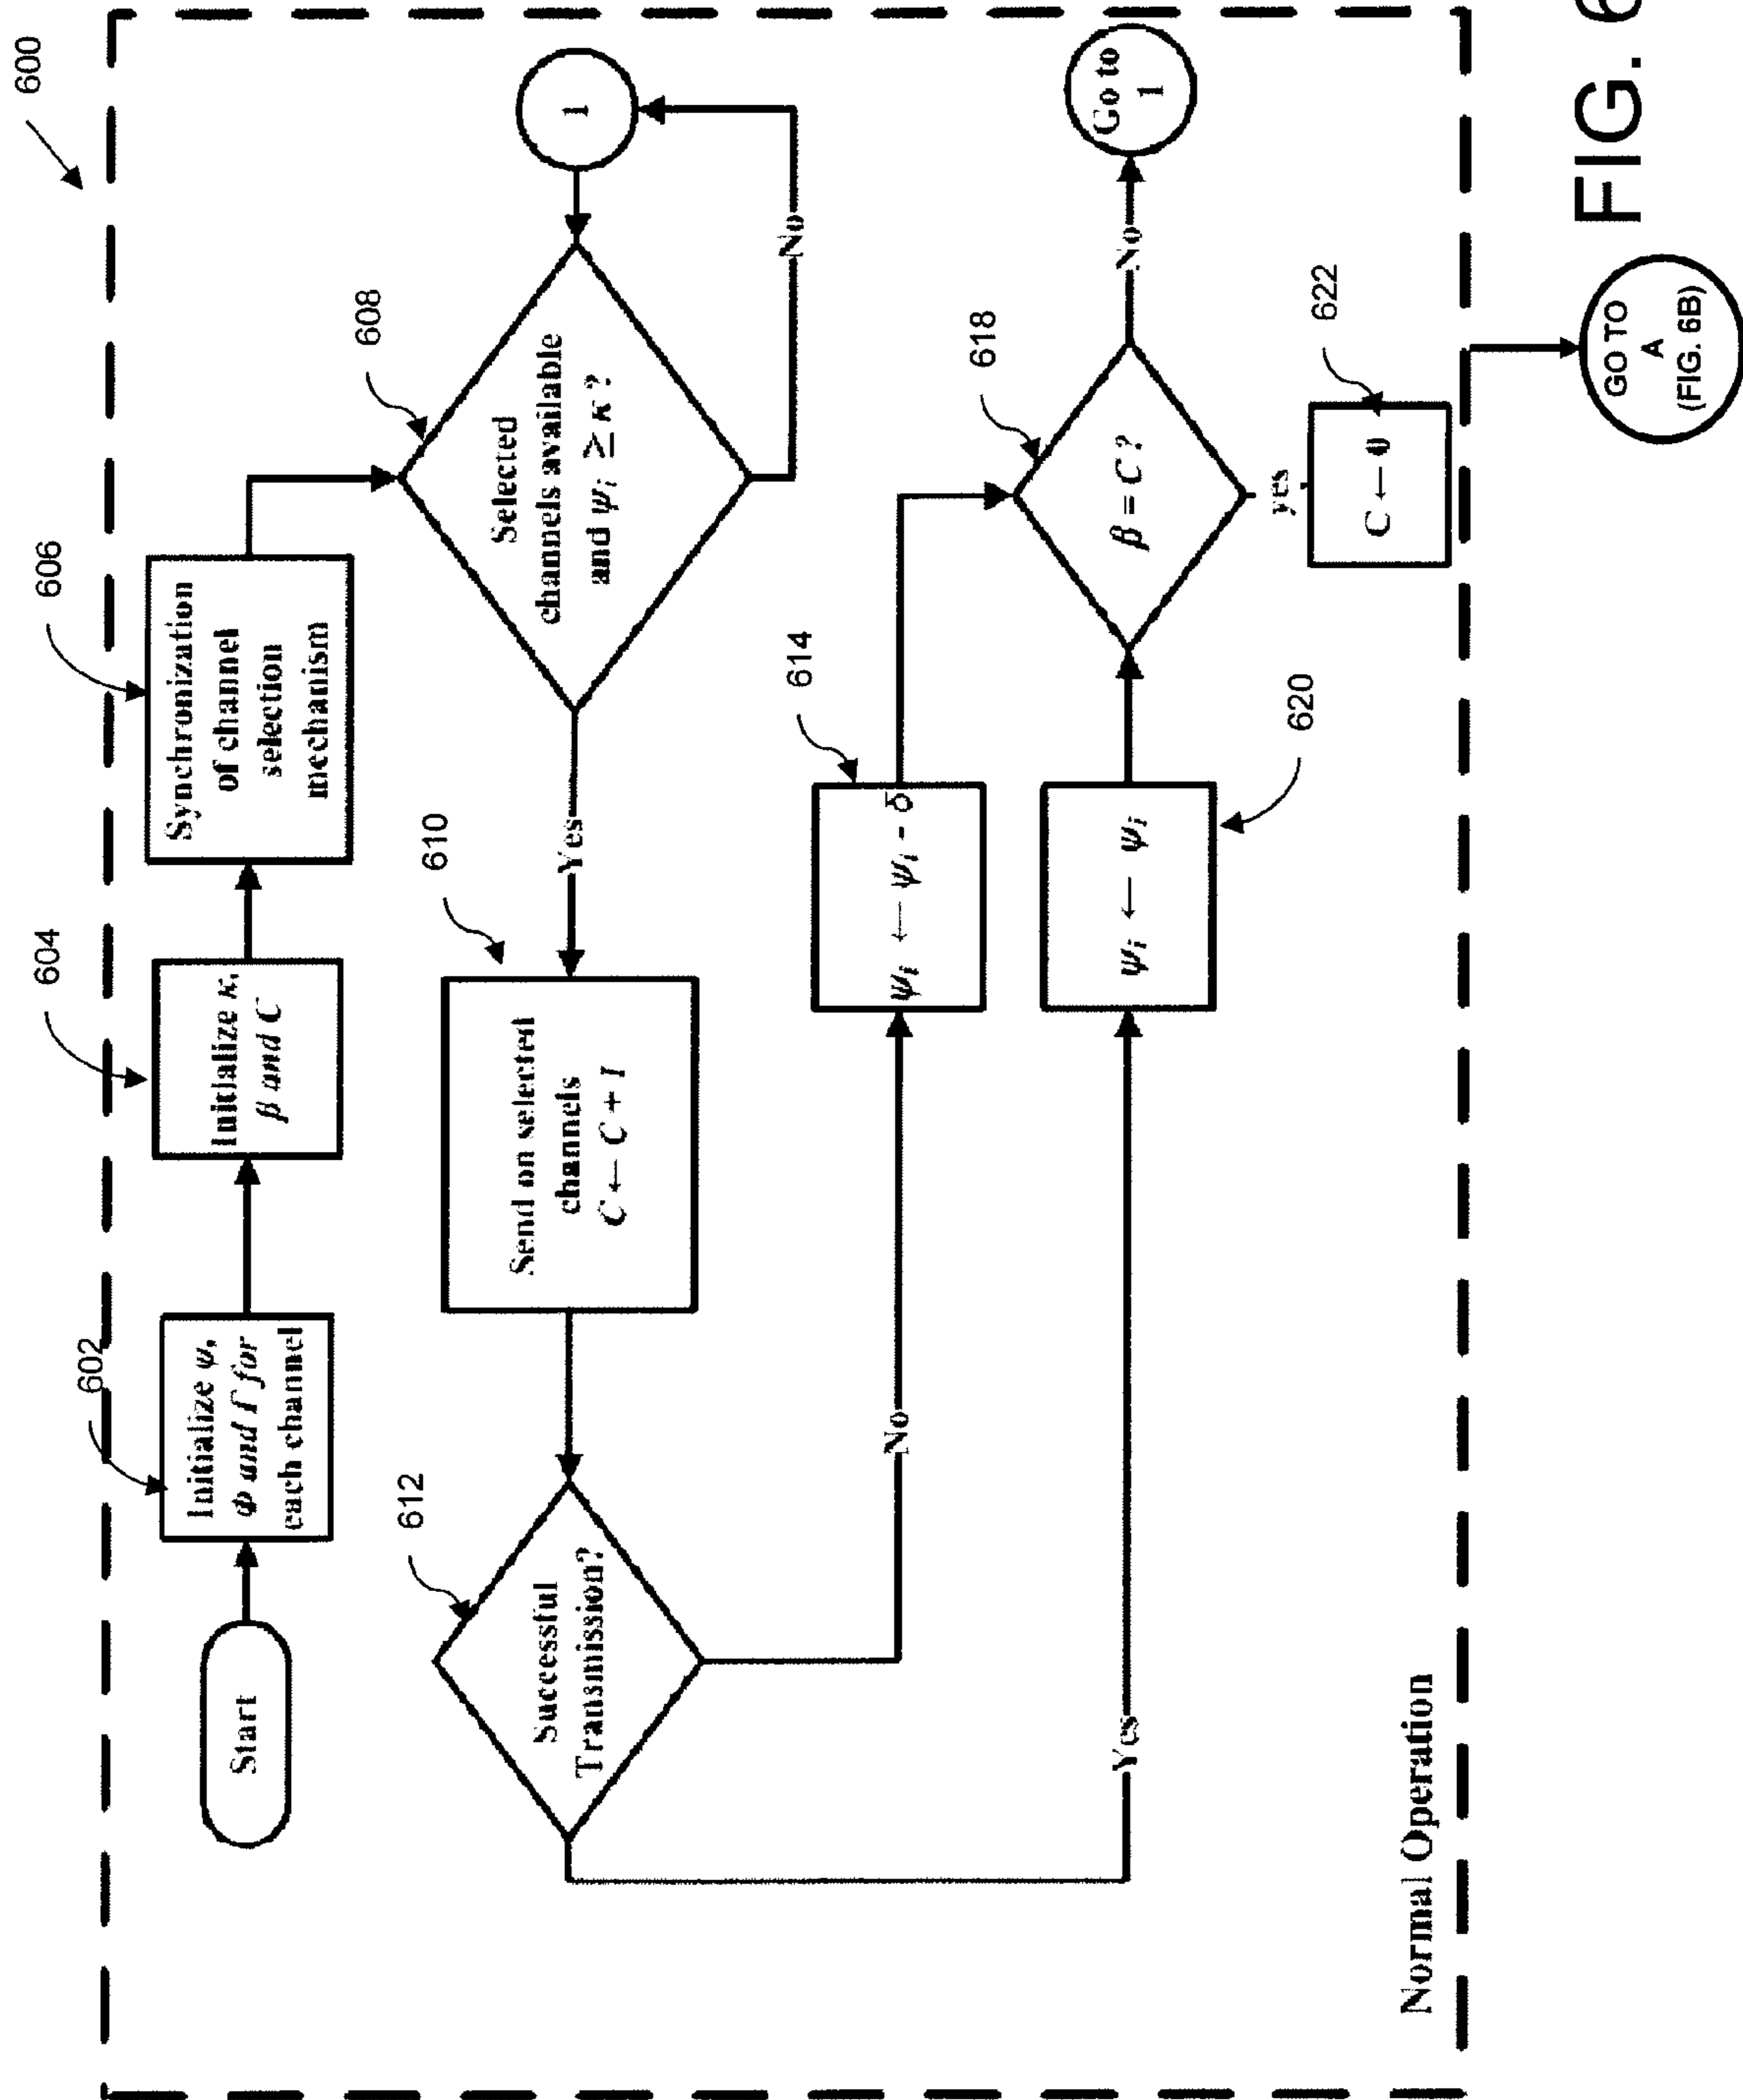 600
602
604
606
Start
Initialize ψ,
Φ and Γ for
each channel
Initialize κ,
β and C
Synchronization
of channel
selection
mechanism
612
610
608
Successful
Transmission?
Send on selected
channels
C ← C + 1
Yes
Selected
channels available
and ψi ≥ κ ?
1
No
614
No
ψi ← ψi - δ
618
Yes
ψi ← ψi
β = C ?
No
Go to
1
620
yes
622
C ← 0
Normal Operation
GO TO
A
(FIG. 6B)
FIG. 6